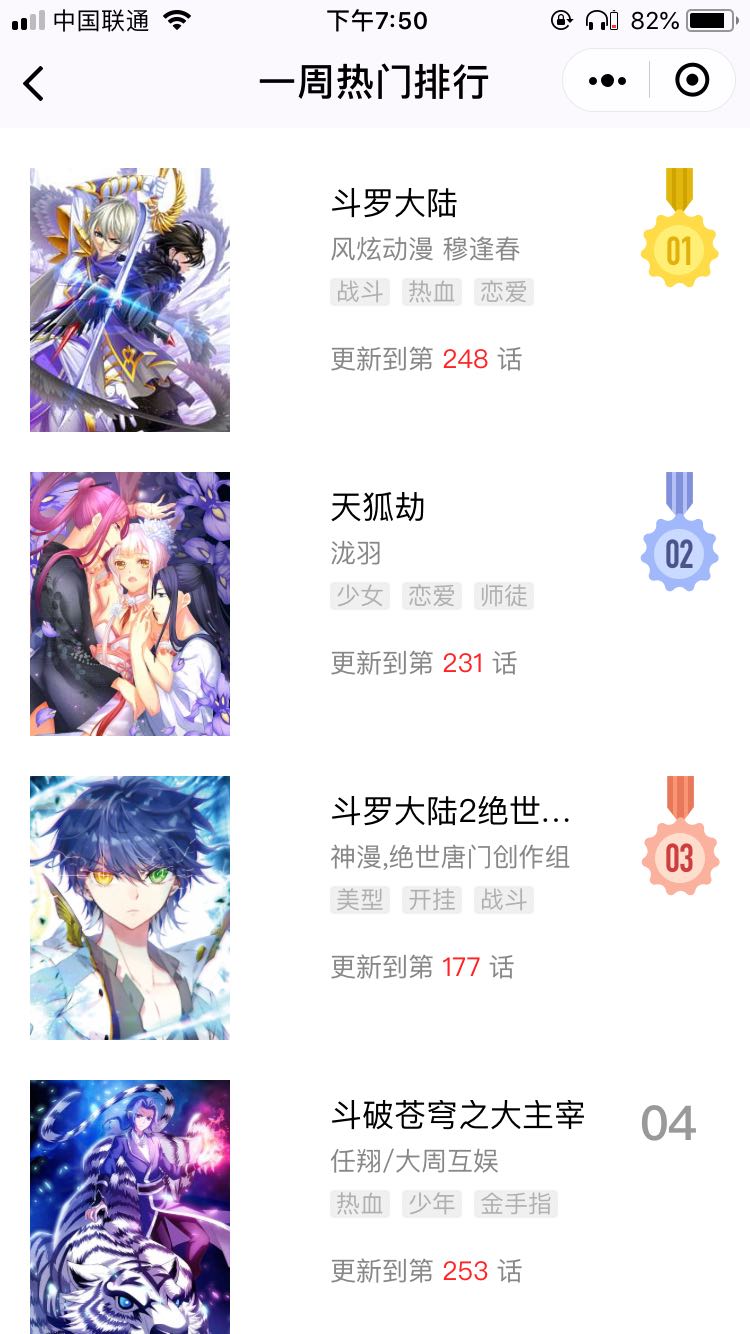 中国联通 下午7:50 82%
一周热门排行
斗罗大陆
01
风炫动漫 穆逢春
战斗 热血 恋爱
更新到第 248 话
天狐劫
02
泷羽
少女 恋爱 师徒
更新到第 231 话
斗罗大陆2绝世...
03
神漫,绝世唐门创作组
美型 开挂 战斗
更新到第 177 话
斗破苍穹之大主宰
04
任翔/大周互娱
热血 少年 金手指
更新到第 253 话